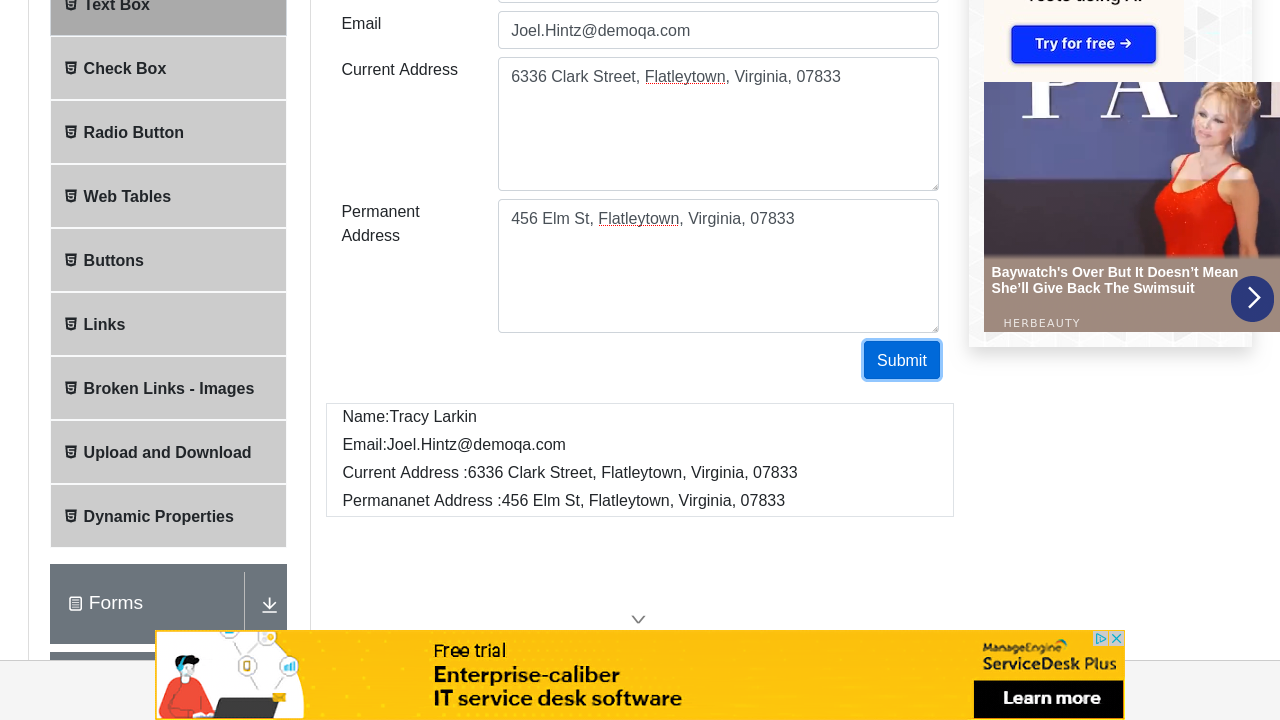 Text Box
Check Box
Radio Button
Web Tables
Buttons
Links
Broken Links - Images
Upload and Download
Dynamic Properties
Forms
Email
Joel.Hintz@demoqa.com
Current Address
6336 Clark Street, Flatleytown, Virginia, 07833
Permanent
Address
456 Elm St, Flatleytown, Virginia, 07833
Submit
Name:Tracy Larkin
Email:Joel.Hintz@demoqa.com
Current Address :6336 Clark Street, Flatleytown, Virginia, 07833
Permananet Address :456 Elm St, Flatleytown, Virginia, 07833
Try for free →
Baywatch's Over But It Doesn't Mean
She'll Give Back The Swimsuit
HERBEAUTY
Free trial
Enterprise-caliber
IT service desk software
ManageEngine
ServiceDesk Plus
Learn more